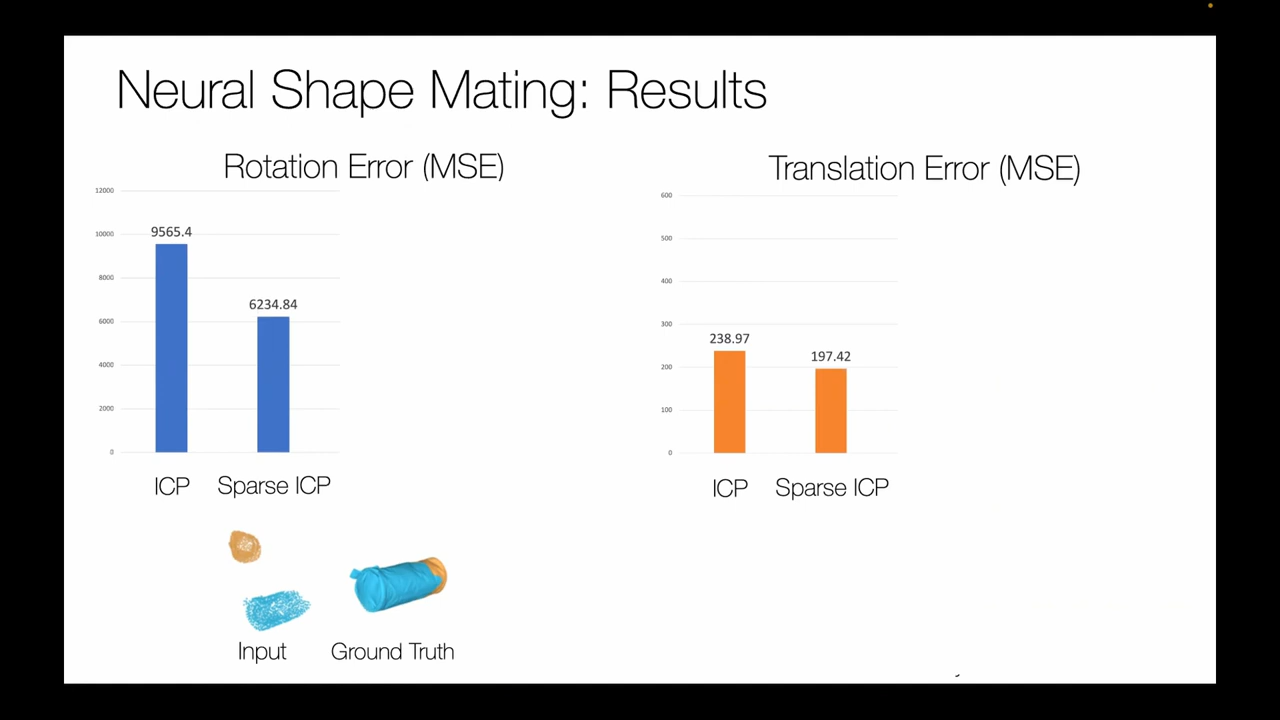 Neural Shape Mating: Results
Rotation Error (MSE)
12000
10000
8000
6000
4000
2000
0
9565.4
6234.84
ICP
Sparse ICP
Translation Error (MSE)
600
500
400
300
200
100
0
238.97
197.42
ICP
Sparse ICP
Input
Ground Truth